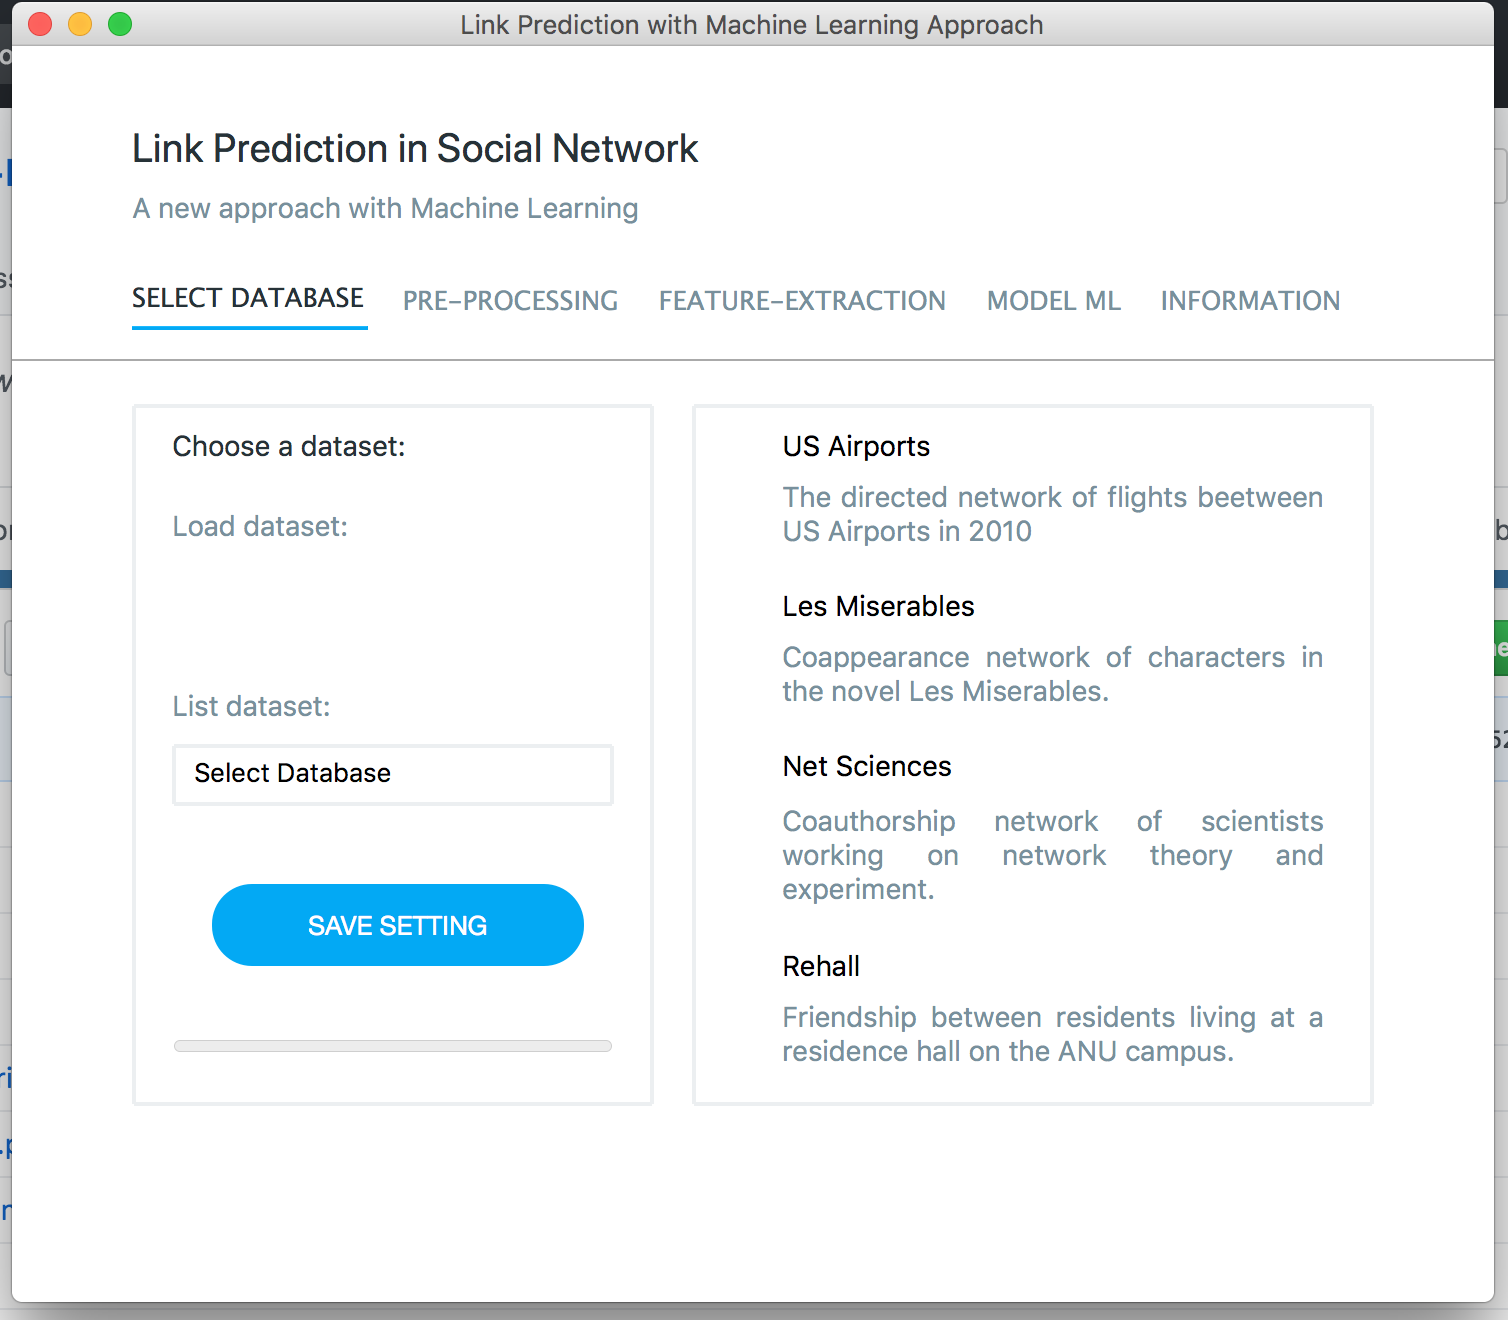 Link Prediction with Machine Learning Approach
Link Prediction in Social Network
A new approach with Machine Learning
SELECT DATABASE PRE-PROCESSING FEATURE-EXTRACTION MODEL ML INFORMATION
Choose a dataset:
Load dataset:
List dataset:
Select Database
SAVE SETTING
US Airports
The directed network of flights beetween
US Airports in 2010
Les Miserables
Coappearance network of characters in
the novel Les Miserables.
Net Sciences
Coauthorship network of scientists
working on network theory and
experiment.
Rehall
Friendship between residents living at a
residence hall on the ANU campus.